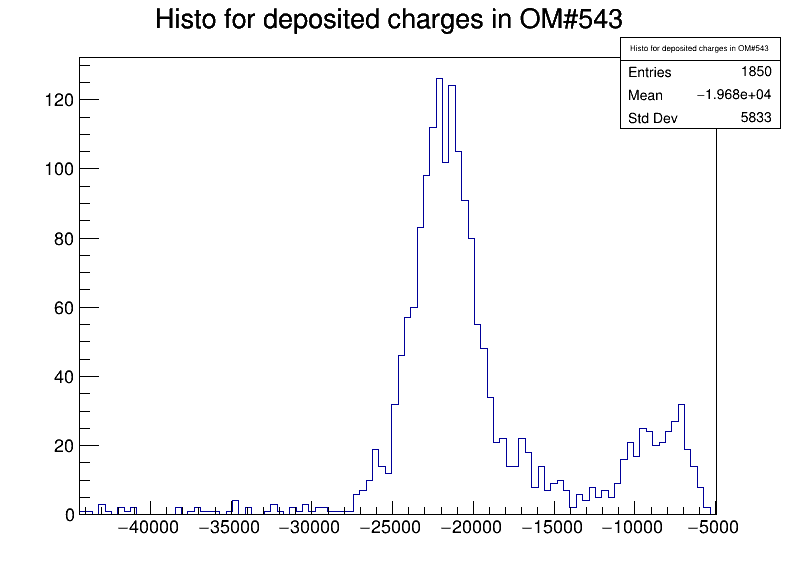 Histo for deposited charges in OM#543
Histo for deposited charges in OM#543
Entries 1850
Mean −1.968e+04
Std Dev 5833
120
100
80
60
40
20
0
−40000 −35000 −30000 −25000 −20000 −15000 −10000 −5000